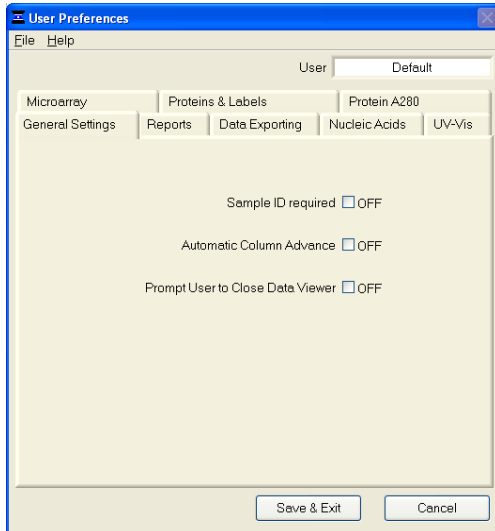 User Preferences
File Help
User Default
Microarray Proteins & Labels Protein A280
General Settings Reports Data Exporting Nucleic Acids UV-Vis
Sample ID required OFF
Automatic Column Advance OFF
Prompt User to Close Data Viewer OFF
Save & Exit Cancel